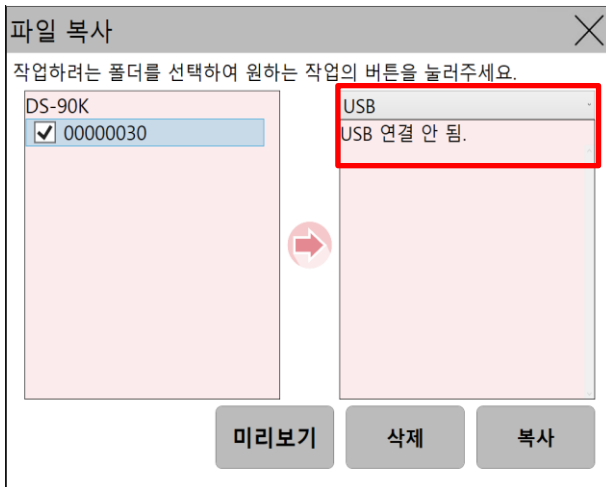 파일 복사
작업하려는 폴더를 선택하여 원하는 작업의 버튼을 눌러주세요.
DS-90K
00000030
USB
USB 연결 안 됨.
미리보기
삭제
복사